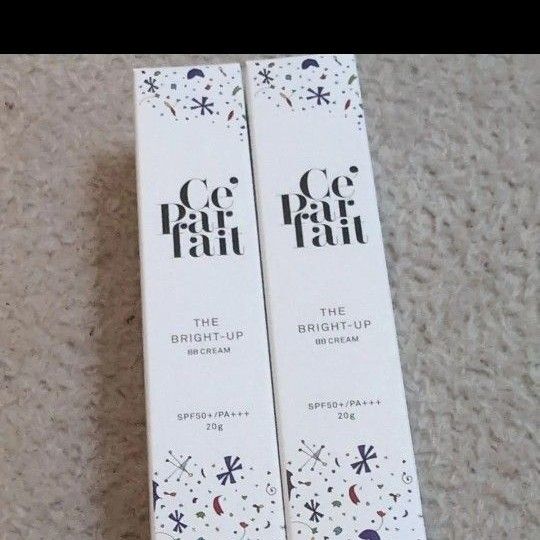 Ce'
Par
fait
THE
BRIGHT-UP
BB CREAM
SPF50+/PA+++
20g
Ce'
Par
fait
THE
BRIGHT-UP
BB CREAM
SPF50+/PA+++
20g